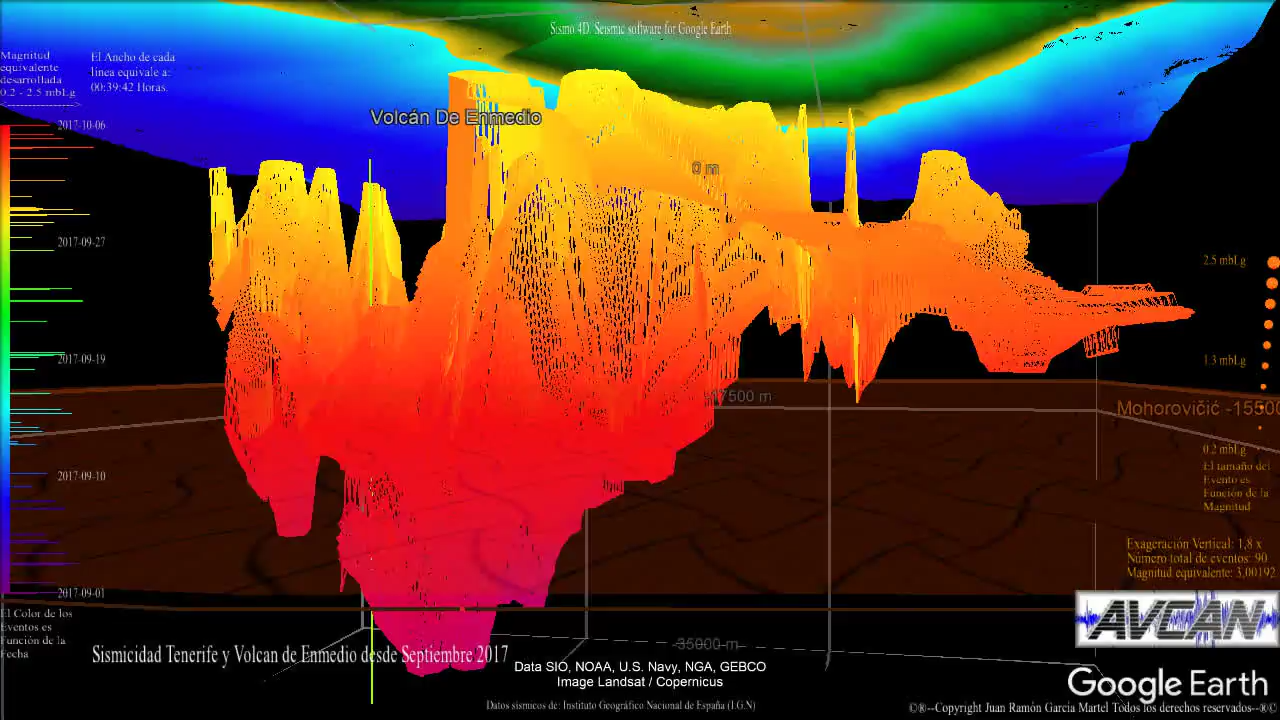 Sismo 4D. Seismic software for Google Earth
Magnitud
equivalente
desarrollada
0.2 - 2.5 mbLg
<---------------->
El Ancho de cada
linea equivale a:
00:39:42 Horas.
2017-10-06
2017-09-27
2017-09-19
2017-09-10
2017-09-01
El Color de los
Eventos es
Función de la
Fecha
Volcán De Enmedio
0 m
-17500 m
-35000 m
Mohorovičić -15500
2.5 mbLg
1.3 mbLg
0.2 mbLg
El tamaño del
Evento es
Función de la
Magnitud
Exageración Vertical: 1,8 x
Número total de eventos: 90
Magnitud equivalente: 3,00192
AVCAN
Sismicidad Tenerife y Volcan de Enmedio desde Septiembre 2017
Data SIO, NOAA, U.S. Navy, NGA, GEBCO
Image Landsat / Copernicus
Google Earth
Datos sísmicos de: Instituto Geográfico Nacional de España (I.G.N)
©®--Copyright Juan Ramón García Martel Todos los derechos reservados--®©